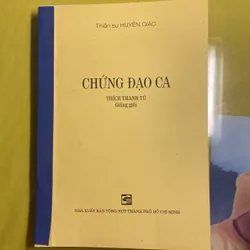 Thiền sư HUYỀN GIÁC
CHỨNG ĐẠO CA
THÍCH THANH TỪ
Giảng giải
NHÀ XUẤT BẢN TỔNG HỢP THÀNH PHỐ HỒ CHÍ MINH